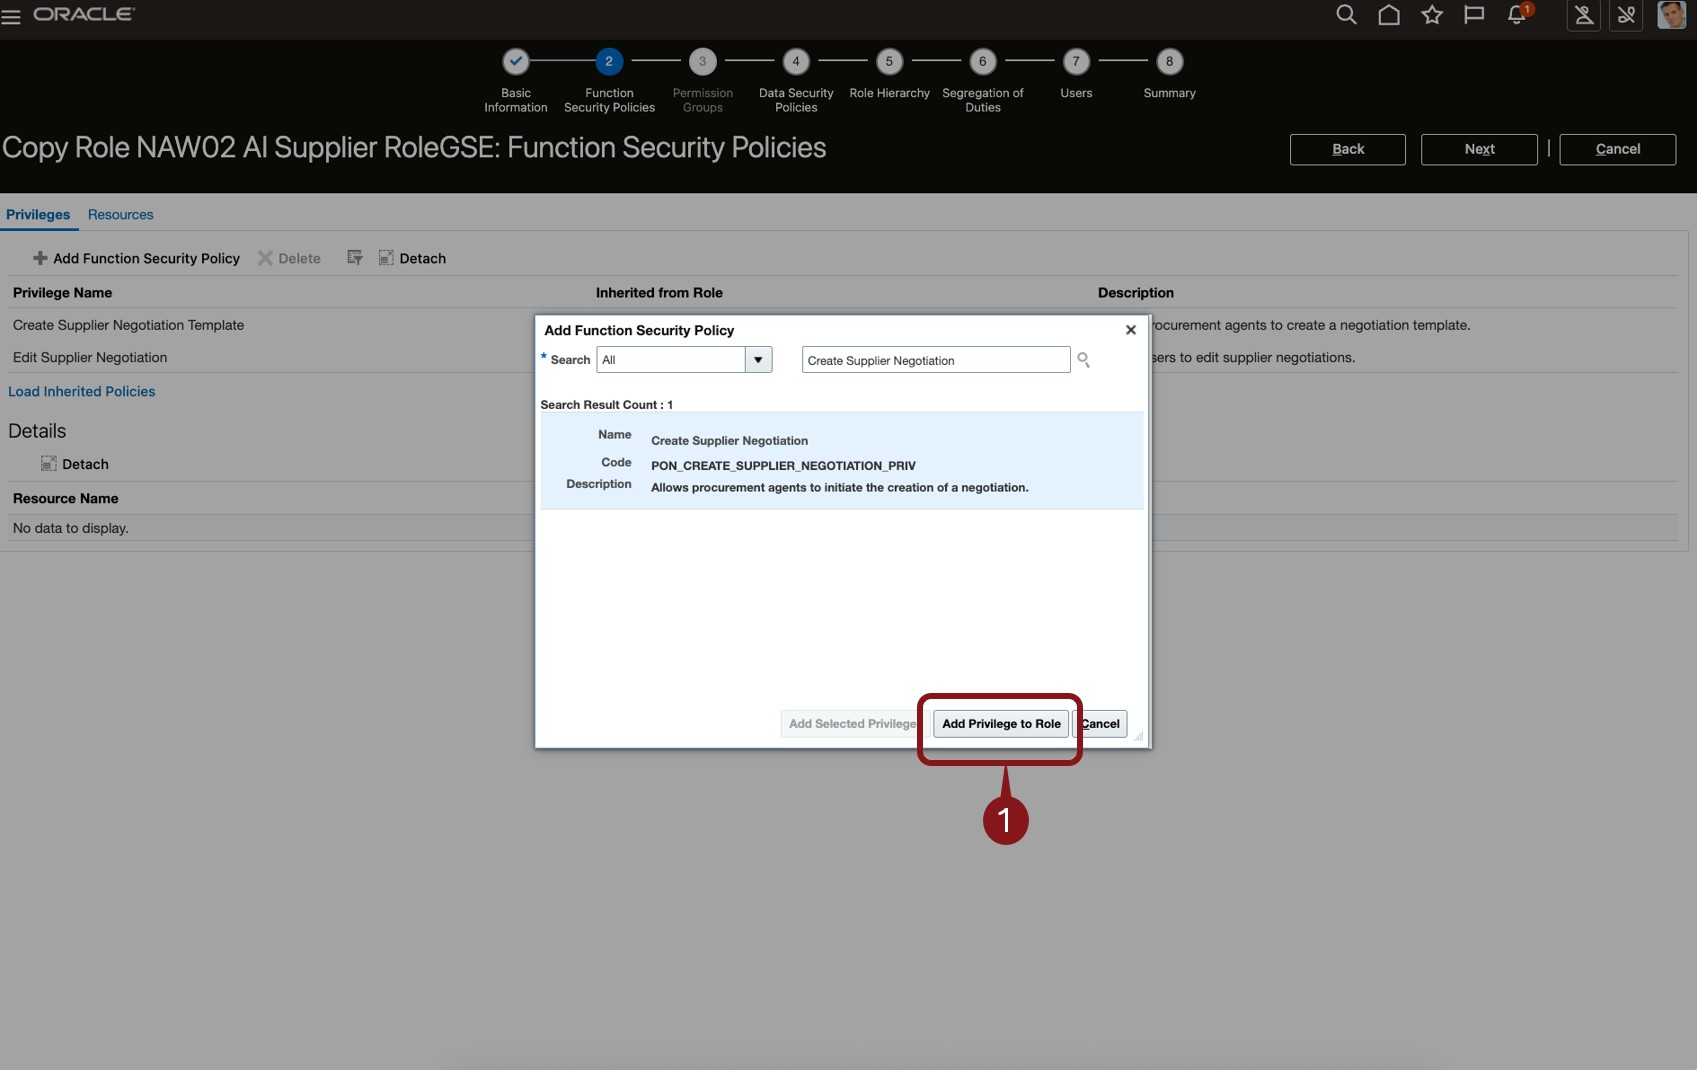 ORACLE
1
2
3
4
5
6
7
8
Basic
Information
Function
Security Policies
Permission
Groups
Data Security
Policies
Role Hierarchy
Segregation of
Duties
Users
Summary
Copy Role NAW02 AI Supplier RoleGSE: Function Security Policies
Back
Next
Cancel
Privileges
Resources
Add Function Security Policy
Delete
Detach
Privilege Name
Inherited from Role
Description
Create Supplier Negotiation Template
rocurement agents to create a negotiation template.
Edit Supplier Negotiation
sers to edit supplier negotiations.
Load Inherited Policies
Details
Detach
Resource Name
No data to display.
Add Function Security Policy
* Search
All
Create Supplier Negotiation
Search Result Count : 1
Name
Create Supplier Negotiation
Code
PON_CREATE_SUPPLIER_NEGOTIATION_PRIV
Description
Allows procurement agents to initiate the creation of a negotiation.
Add Selected Privilege
Add Privilege to Role
Cancel
1